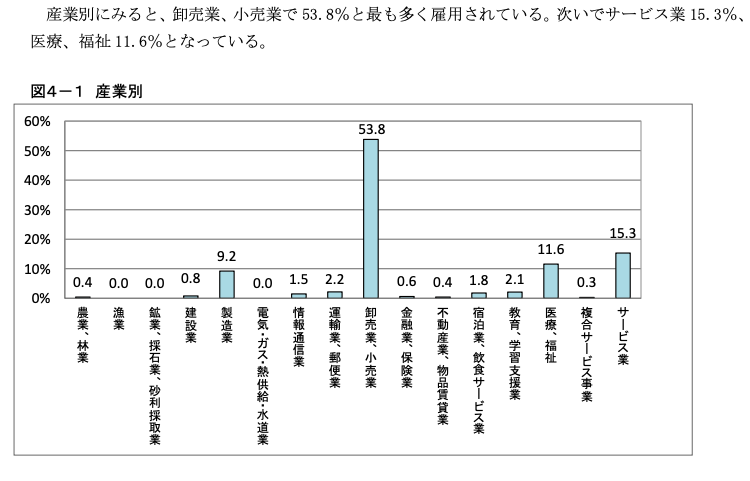 産業別にみると、卸売業、小売業で53.8％と最も多く雇用されている。次いでサービス業15.3％、
医療、福祉11.6％となっている。
図4－1　産業別
60%
50%
40%
30%
20%
10%
0%
0.4
0.0
0.0
0.8
9.2
0.0
1.5
2.2
53.8
0.6
0.4
1.8
2.1
11.6
0.3
15.3
農業、林業
漁業
鉱業、採石業、砂利採取業
建設業
製造業
電気・ガス・熱供給・水道業
情報通信業
運輸業、郵便業
卸売業、小売業
金融業、保険業
不動産業、物品賃貸業
宿泊業、飲食サービス業
教育、学習支援業
医療、福祉
複合サービス事業
サービス業